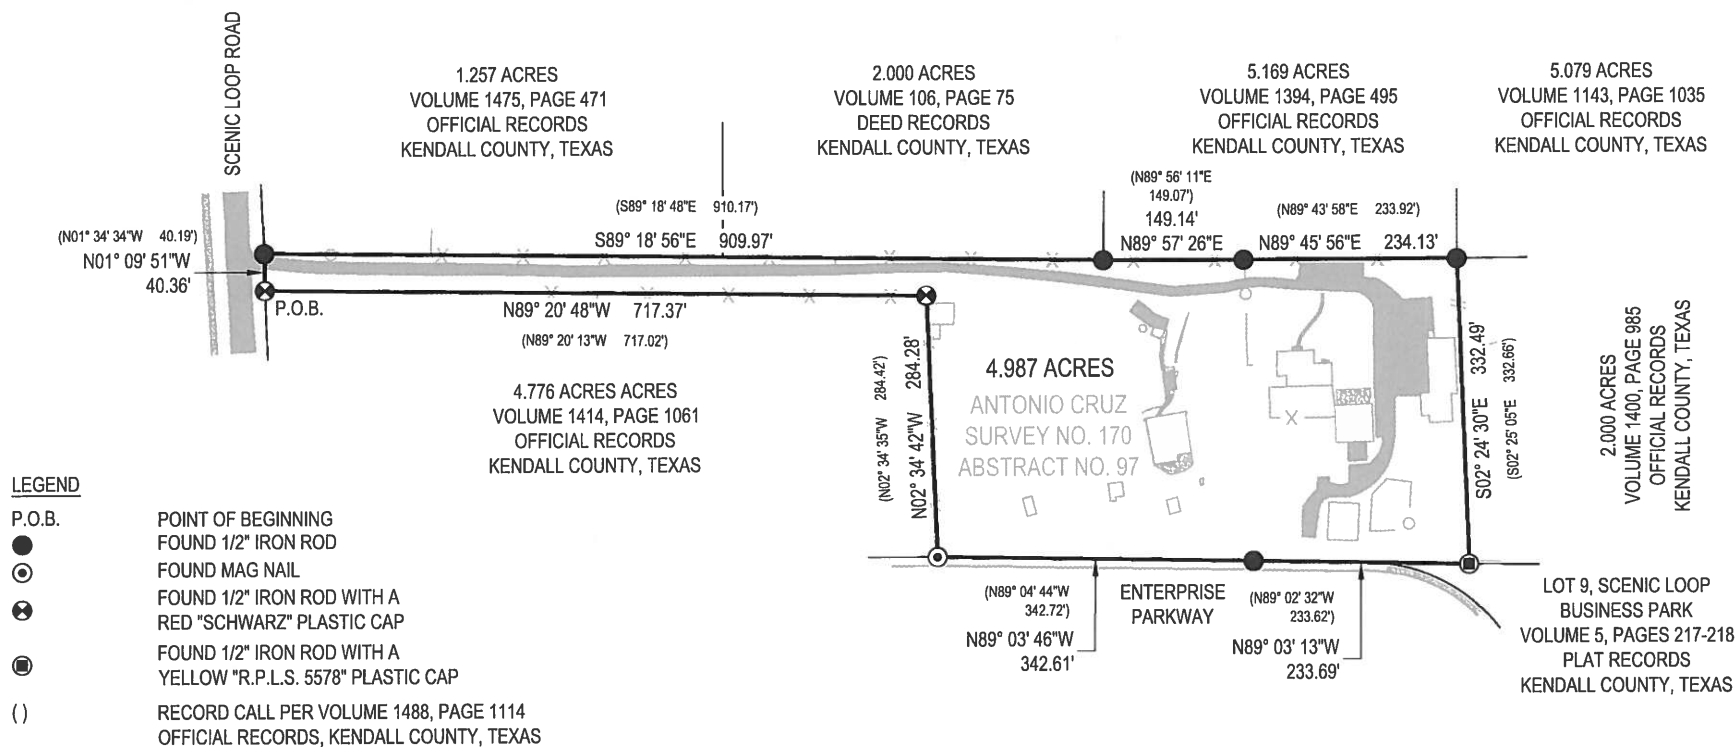 SCENIC LOOP ROAD
1.257 ACRES
VOLUME 1475, PAGE 471
OFFICIAL RECORDS
KENDALL COUNTY, TEXAS
2.000 ACRES
VOLUME 106, PAGE 75
DEED RECORDS
KENDALL COUNTY, TEXAS
5.169 ACRES
VOLUME 1394, PAGE 495
OFFICIAL RECORDS
KENDALL COUNTY, TEXAS
5.079 ACRES
VOLUME 1143, PAGE 1035
OFFICIAL RECORDS
KENDALL COUNTY, TEXAS
(N01° 34' 34"W 40.19')
N01° 09' 51"W
40.36'
(S89° 18' 48"E 910.17')
S89° 18' 56"E 909.97'
(N89° 56' 11"E
149.07')
149.14'
N89° 57' 26"E
(N89° 43' 58"E 233.92')
N89° 45' 56"E 234.13'
P.O.B.
N89° 20' 48"W 717.37'
(N89° 20' 13"W 717.02')
4.776 ACRES ACRES
VOLUME 1414, PAGE 1061
OFFICIAL RECORDS
KENDALL COUNTY, TEXAS
(N02° 34' 35"W 284.42')
N02° 34' 42"W 284.28'
4.987 ACRES
ANTONIO CRUZ
SURVEY NO. 170
ABSTRACT NO. 97
S02° 24' 30"E 332.49'
(S02° 25' 05"E 332.66')
2.000 ACRES
VOLUME 1400, PAGE 985
OFFICIAL RECORDS
KENDALL COUNTY, TEXAS
(N89° 04' 44"W
342.72')
N89° 03' 46"W
342.61'
ENTERPRISE
PARKWAY
(N89° 02' 32"W
233.62')
N89° 03' 13"W
233.69'
LOT 9, SCENIC LOOP
BUSINESS PARK
VOLUME 5, PAGES 217-218
PLAT RECORDS
KENDALL COUNTY, TEXAS
LEGEND
P.O.B. POINT OF BEGINNING
FOUND 1/2" IRON ROD
FOUND MAG NAIL
FOUND 1/2" IRON ROD WITH A
RED "SCHWARZ" PLASTIC CAP
FOUND 1/2" IRON ROD WITH A
YELLOW "R.P.L.S. 5578" PLASTIC CAP
( ) RECORD CALL PER VOLUME 1488, PAGE 1114
OFFICIAL RECORDS, KENDALL COUNTY, TEXAS